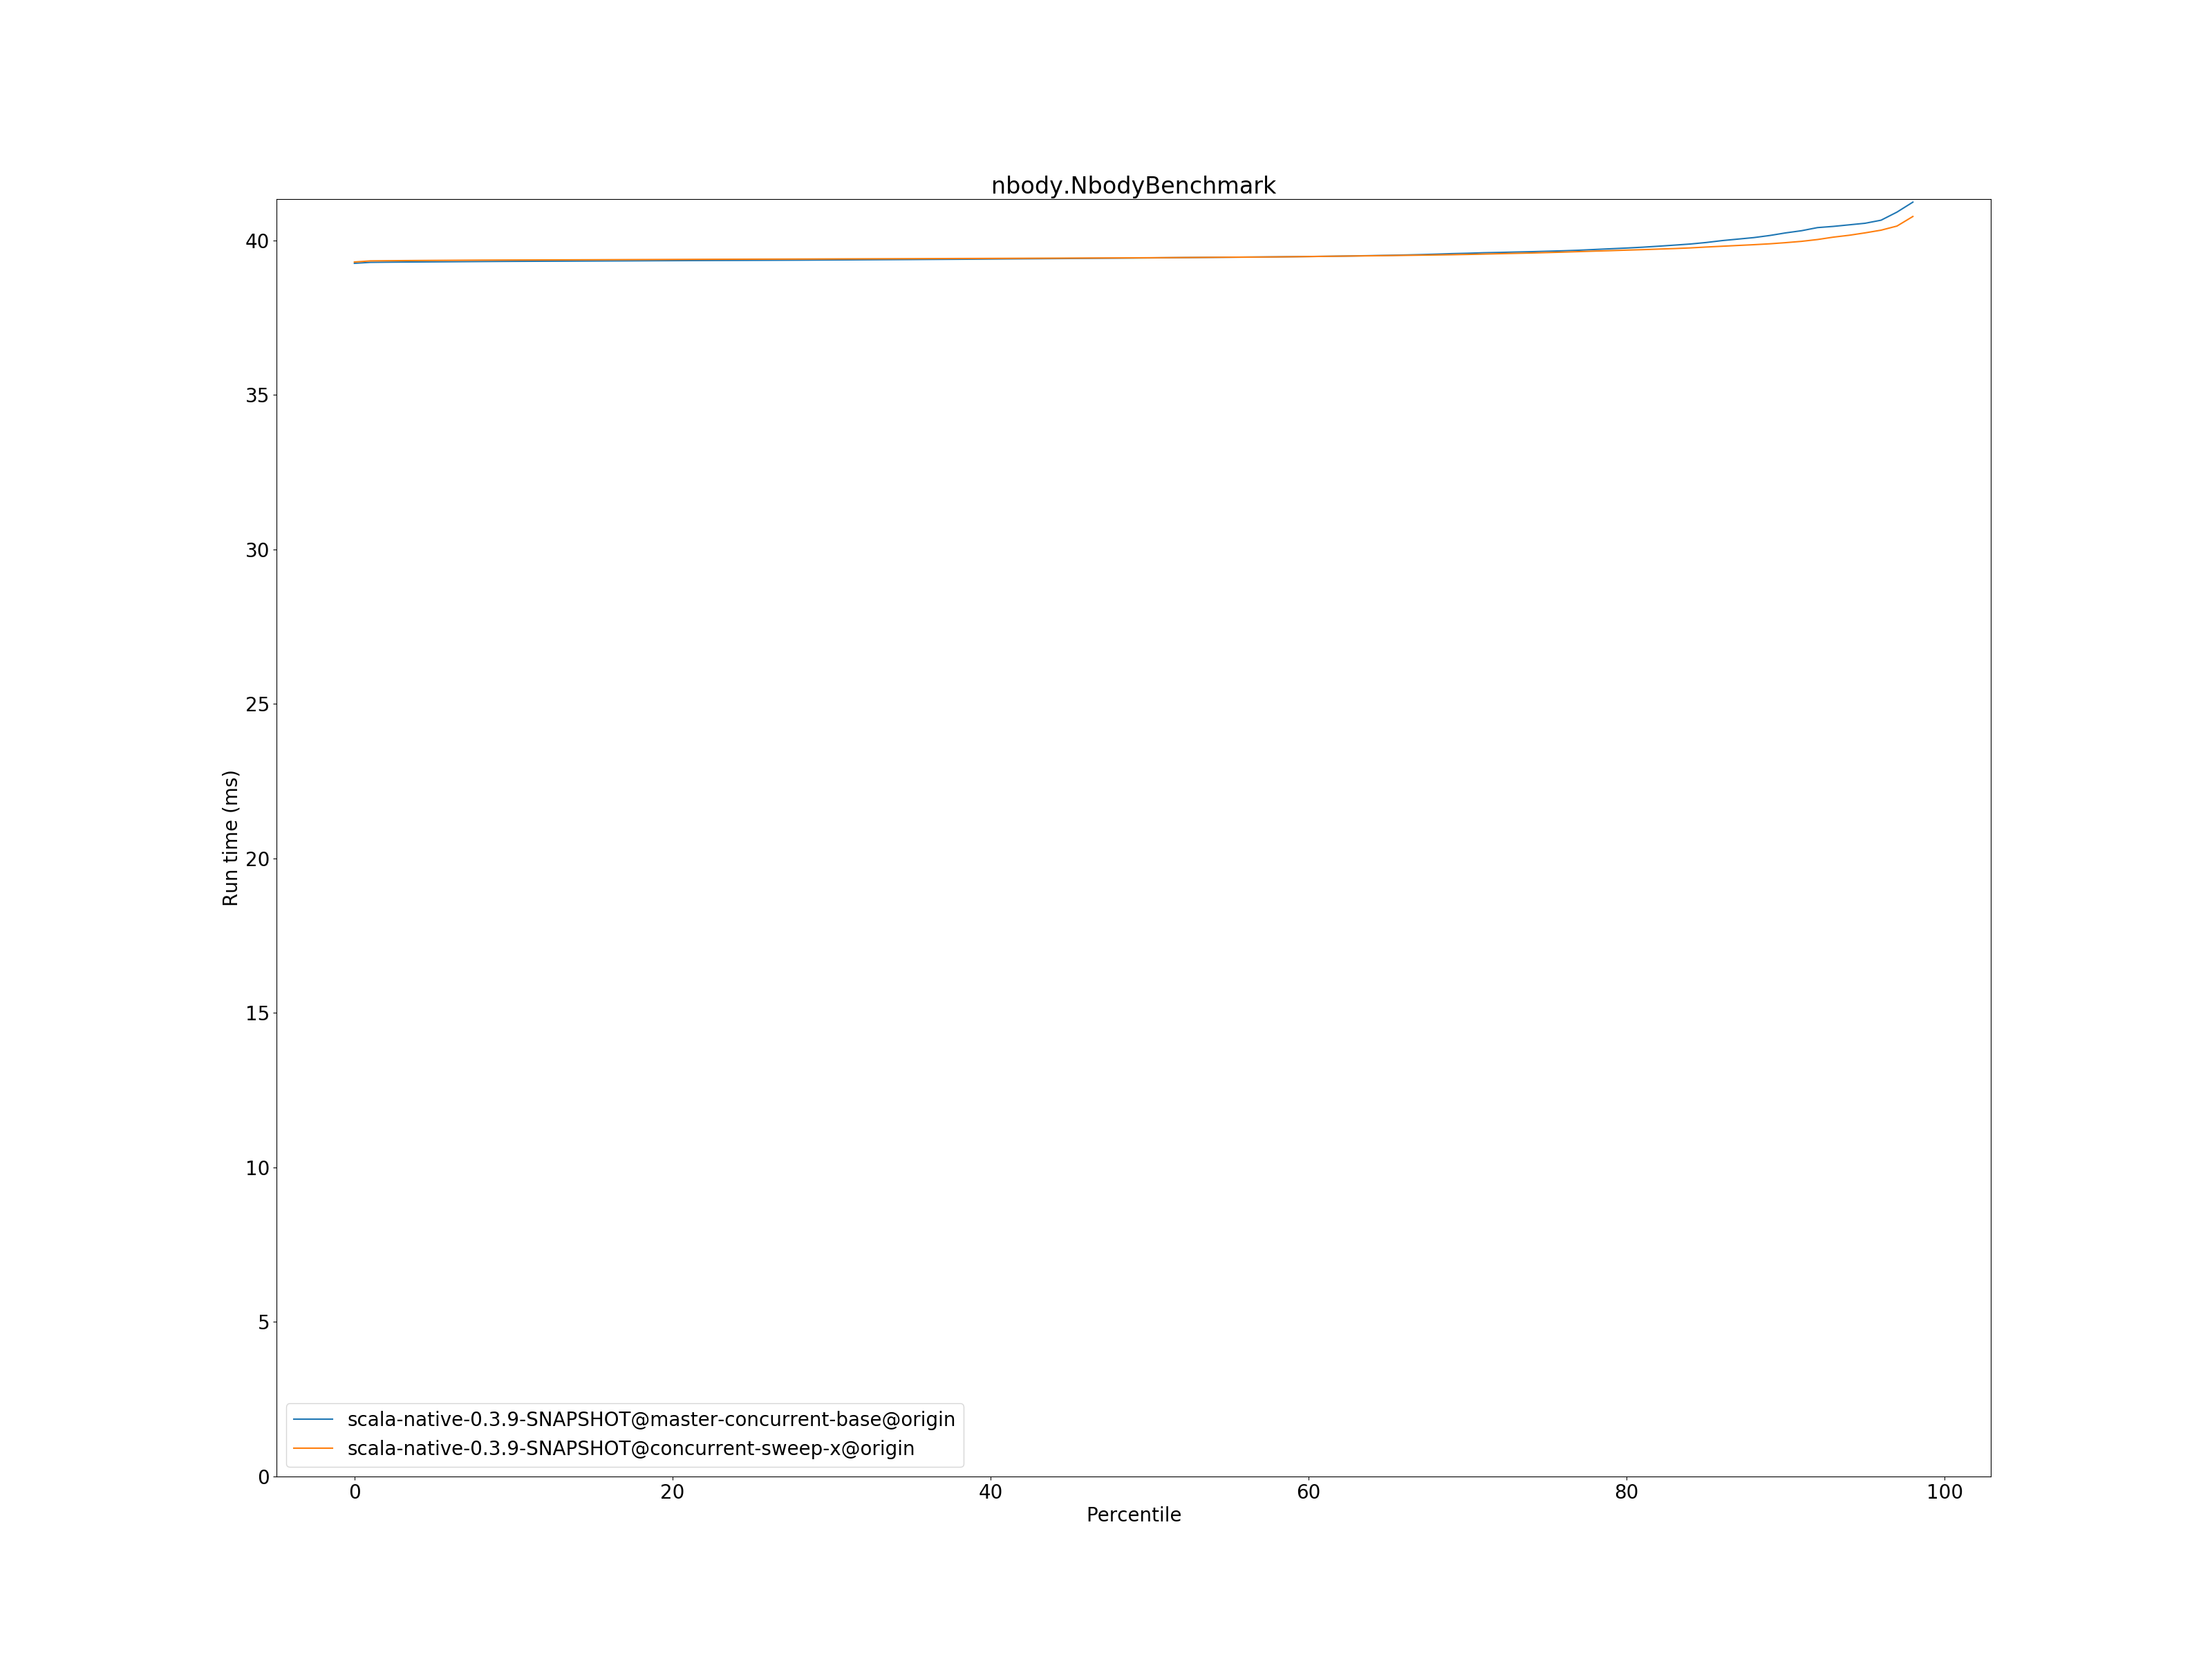 nbody.NbodyBenchmark
40
35
30
25
20
15
10
5
0
Run time (ms)
scala-native-0.3.9-SNAPSHOT@master-concurrent-base@origin
scala-native-0.3.9-SNAPSHOT@concurrent-sweep-x@origin
0 20 40 60 80 100
Percentile